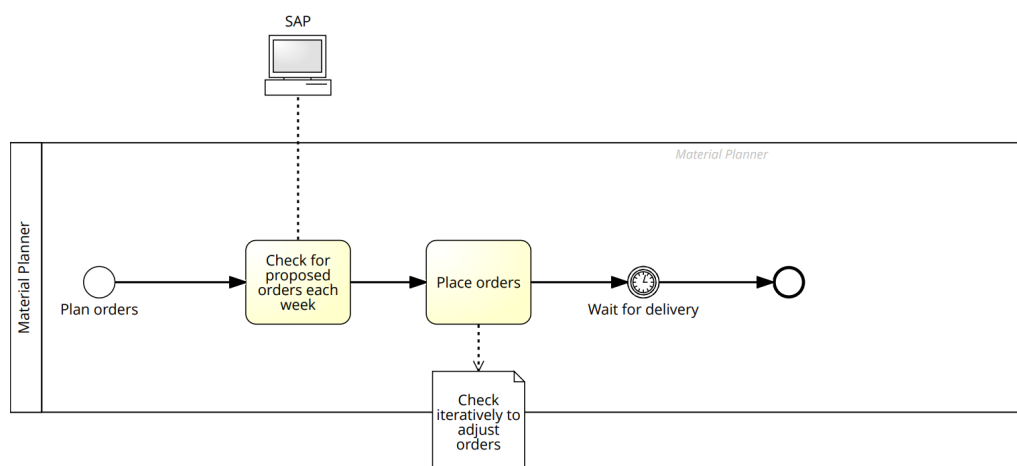 SAP
Material Planner
Material Planner
Check for
proposed
orders each
week
Place orders
Plan orders
Wait for delivery
Check
iteratively to
adjust
orders